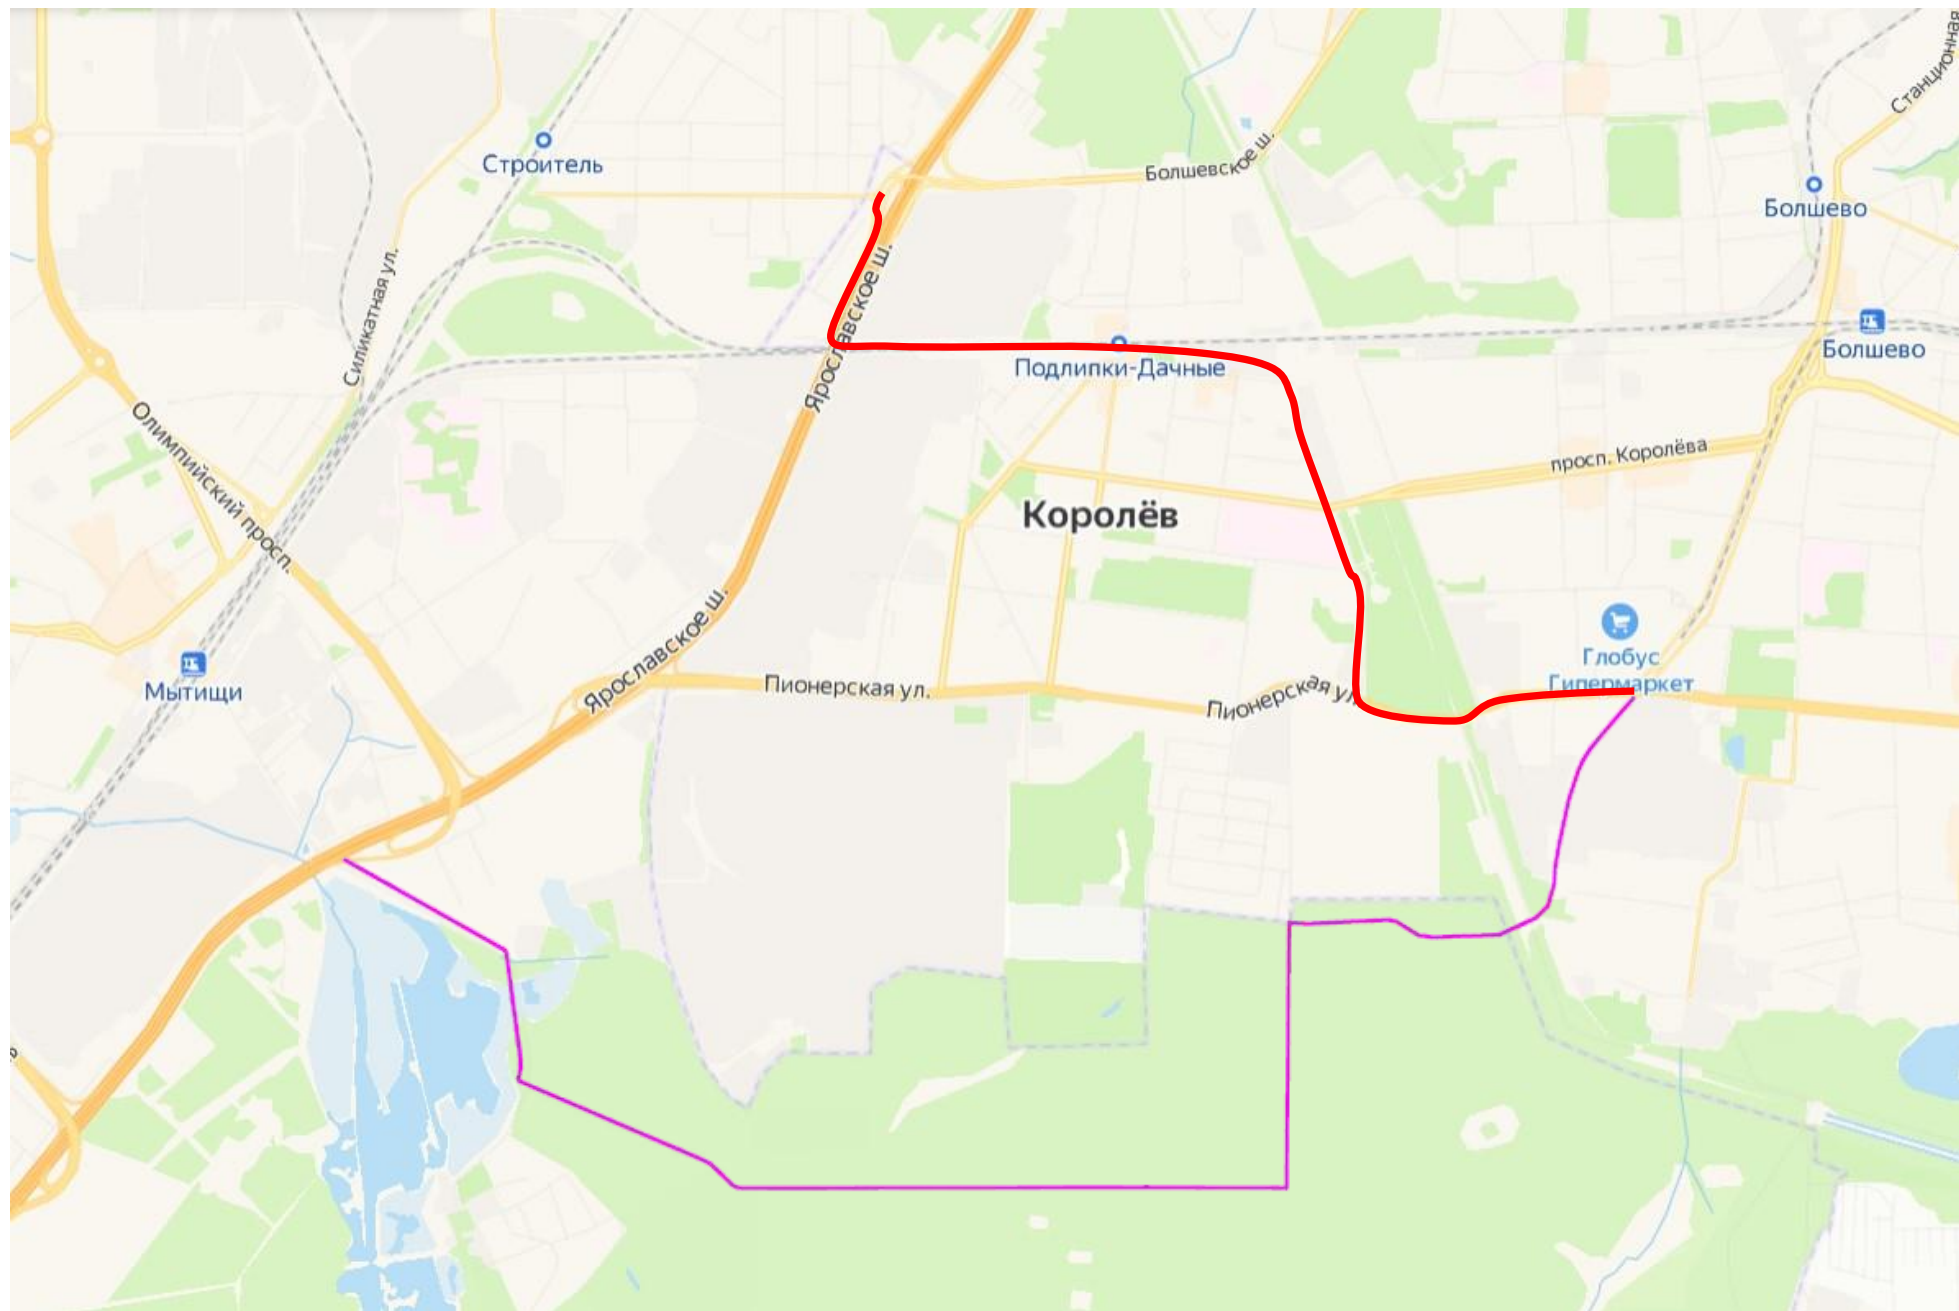 Станционная
Строитель
Болшевское ш.
Болшево
Силикатная ул.
Ярославское ш.
Болшево
Подлипки-Дачные
Ярославское ш.
Олимпийский просп.
просп. Королёва
Королёв
Ярославское ш.
Мытищи
Глобус
Гипермаркет
Пионерская ул.
Пионерская ул.